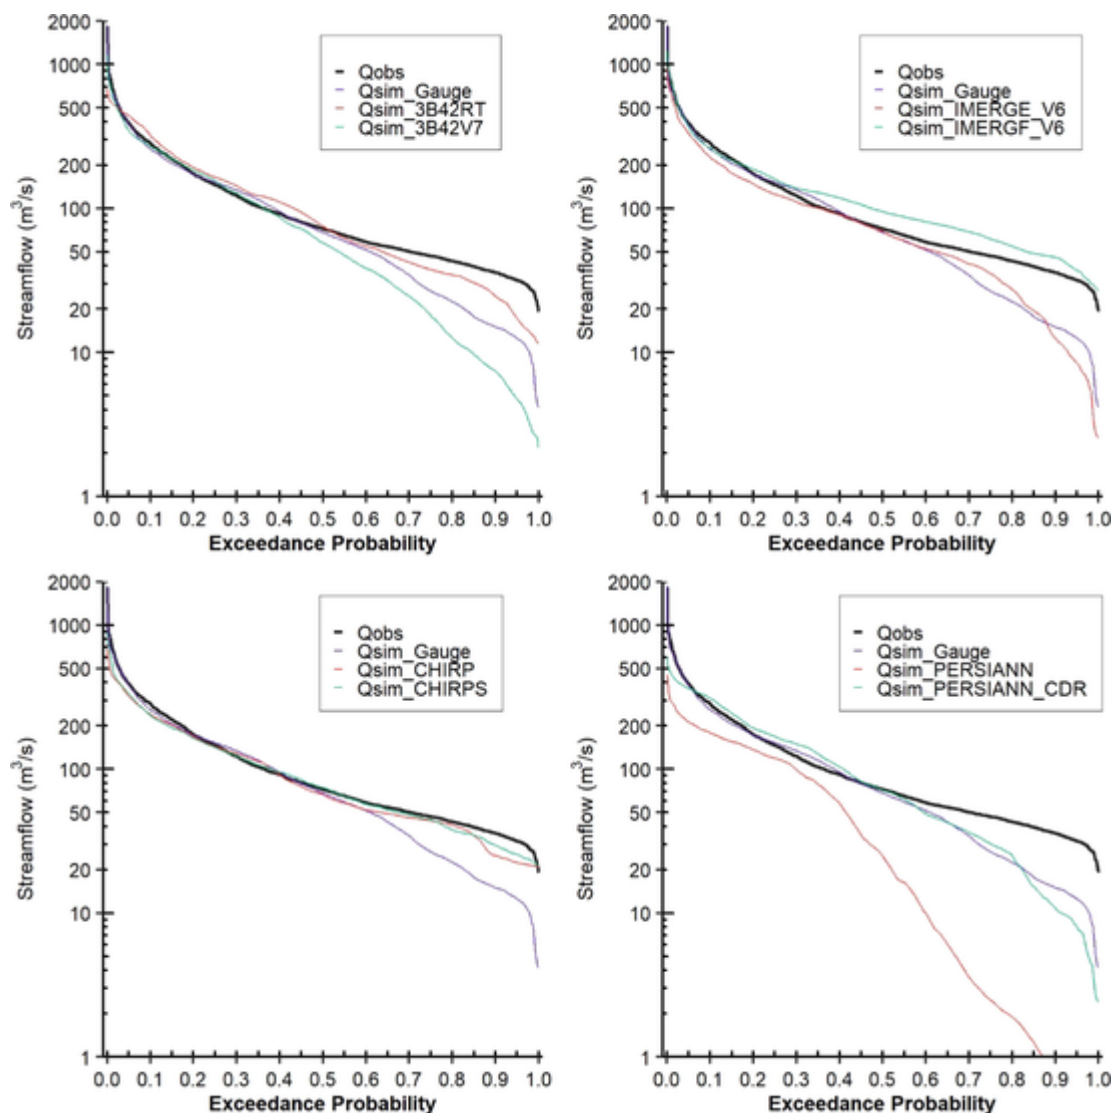 2000
1000
500
200
100
50
20
10
1
Streamflow (m³/s)
Qobs
Qsim_Gauge
Qsim_3B42RT
Qsim_3B42V7
0.0 0.1 0.2 0.3 0.4 0.5 0.6 0.7 0.8 0.9 1.0
Exceedance Probability
2000
1000
500
200
100
50
20
10
1
Streamflow (m³/s)
Qobs
Qsim_Gauge
Qsim_IMERGE_V6
Qsim_IMERGF_V6
0.0 0.1 0.2 0.3 0.4 0.5 0.6 0.7 0.8 0.9 1.0
Exceedance Probability
2000
1000
500
200
100
50
20
10
1
Streamflow (m³/s)
Qobs
Qsim_Gauge
Qsim_CHIRP
Qsim_CHIRPS
0.0 0.1 0.2 0.3 0.4 0.5 0.6 0.7 0.8 0.9 1.0
Exceedance Probability
2000
1000
500
200
100
50
20
10
1
Streamflow (m³/s)
Qobs
Qsim_Gauge
Qsim_PERSIANN
Qsim_PERSIANN_CDR
0.0 0.1 0.2 0.3 0.4 0.5 0.6 0.7 0.8 0.9 1.0
Exceedance Probability